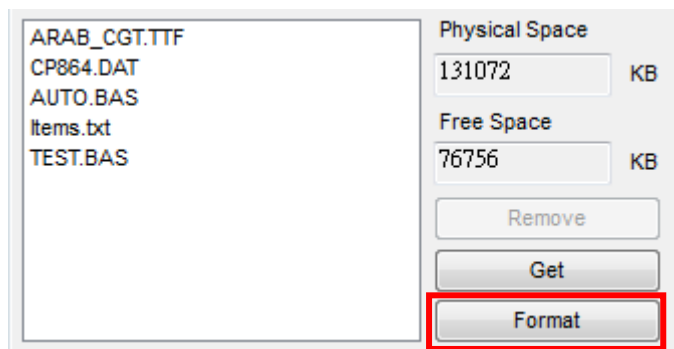 ARAB_CGT.TTF
CP864.DAT
AUTO.BAS
Items.txt
TEST.BAS
Physical Space
131072 KB
Free Space
76756 KB
Remove
Get
Format